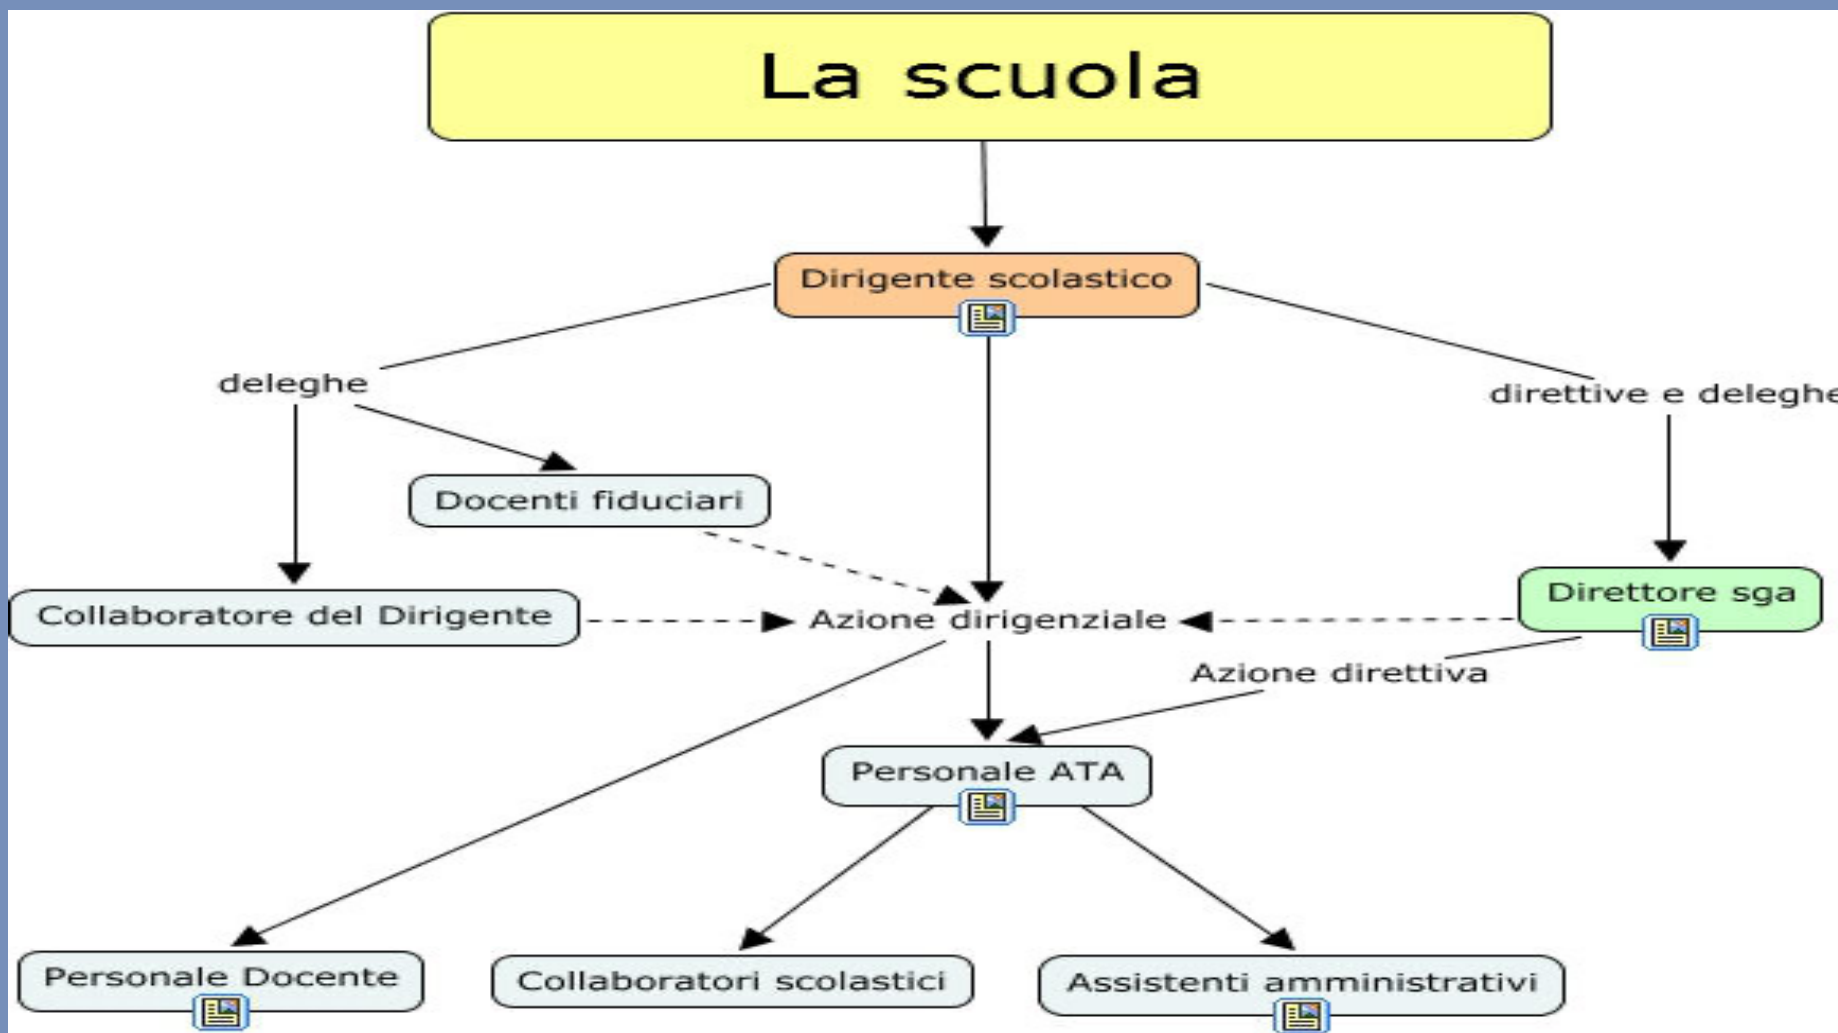 La scuola
Dirigente scolastico
deleghe
direttive e deleghe
Docenti fiduciari
Collaboratore del Dirigente
Azione dirigenziale
Direttore sga
Azione direttiva
Personale ATA
Personale Docente
Collaboratori scolastici
Assistenti amministrativi